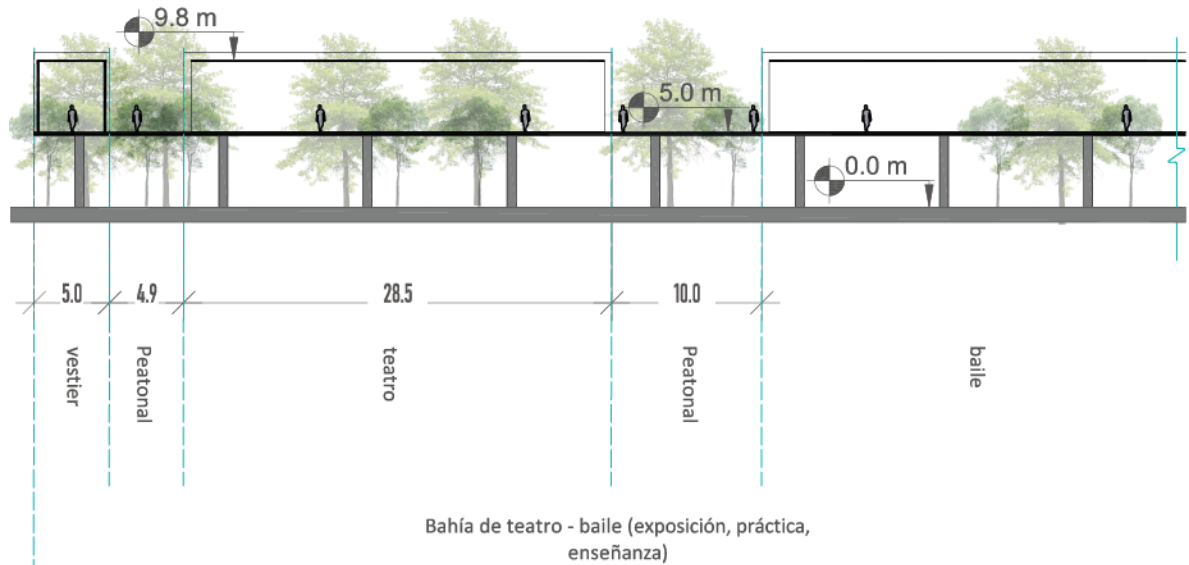 9.8 m
5.0 m
0.0 m
5.0
4.9
28.5
10.0
vestier
Peatonal
teatro
Peatonal
baile
Bahía de teatro - baile (exposición, práctica,
enseñanza)